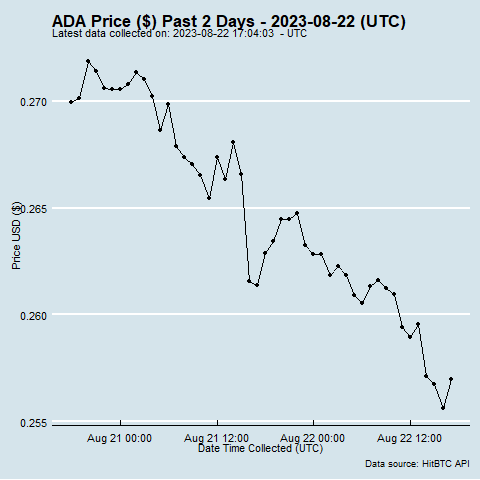 ADA Price ($) Past 2 Days - 2023-08-22 (UTC)
Latest data collected on: 2023-08-22 17:04:03 - UTC
0.270
0.265
0.260
0.255
Price USD ($)
Aug 21 00:00 Aug 21 12:00 Aug 22 00:00 Aug 22 12:00
Date Time Collected (UTC)
Data source: HitBTC API